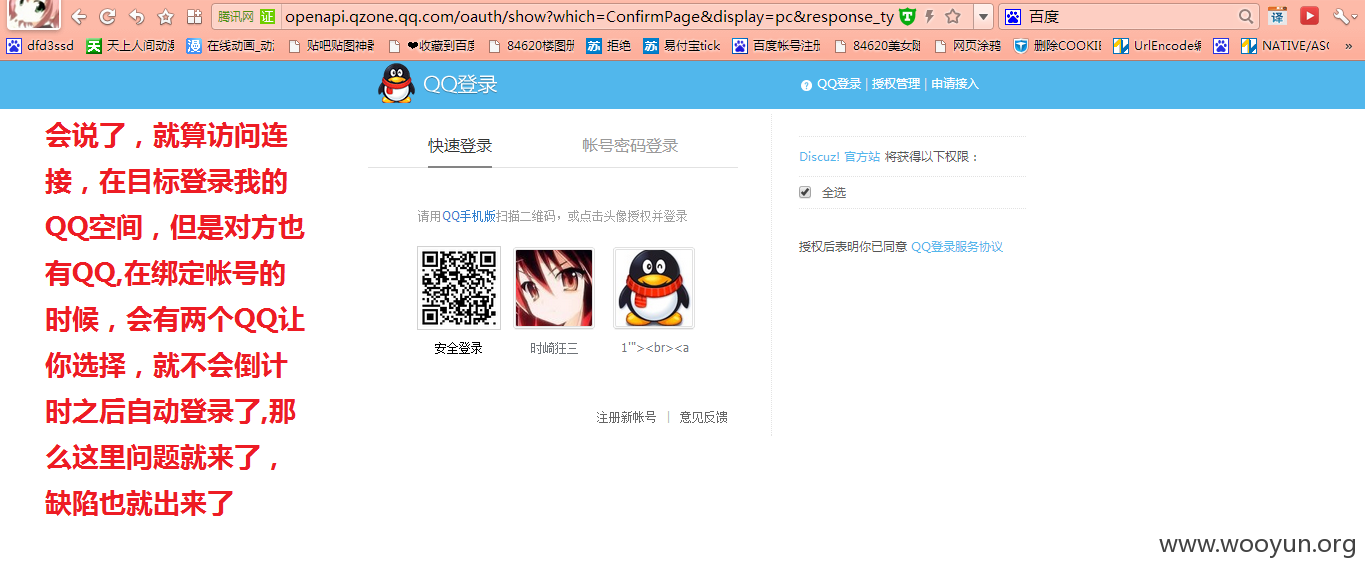 腾讯网 证 openapi.qzone.qq.com/oauth/show?which=ConfirmPage&display=pc&response_ty 百度 译
dfd3ssd 天 天上人间动漫 漫 在线动画_动漫 贴吧贴图神器 ❤收藏到百度 84620楼图册 苏 拒绝 苏 易付宝tick 百度帐号注册 84620美女贴 网页涂鸦 删除COOKIE UrlEncode编 NATIVE/ASC »
QQ登录
QQ登录 | 授权管理 | 申请接入
会说了，就算访问连
接，在目标登录我的
QQ空间，但是对方也
有QQ,在绑定帐号的
时候，会有两个QQ让
你选择，就不会倒计
时之后自动登录了,那
么这里问题就来了，
缺陷也就出来了
快速登录 帐号密码登录
请用QQ手机版扫描二维码，或点击头像授权并登录
安全登录 时崎狂三 1'"><br><a
注册新帐号 | 意见反馈
Discuz! 官方站 将获得以下权限：
全选
授权后表明你已同意 QQ登录服务协议
www.wooyun.org